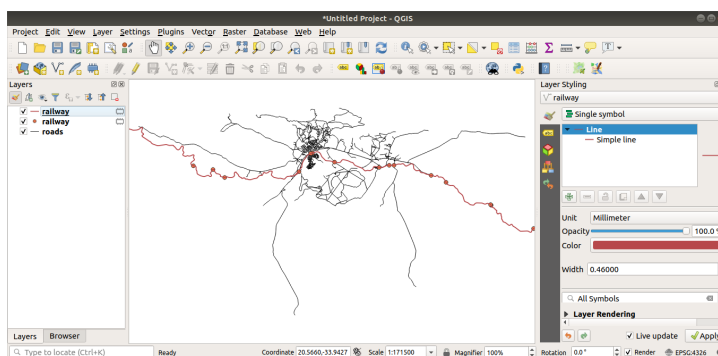 *Untitled Project - QGIS
Project Edit View Layer Settings Plugins Vector Raster Database Web Help
Layers
railway
railway
roads
Layers Browser
Layer Styling
railway
Single symbol
Line
Simple line
Unit Millimeter
Opacity 100.0
Color
Width 0.46000
All Symbols
Layer Rendering
Live update Apply
Type to locate (Ctrl+K) Ready Coordinate 20.5660,-33.9427 Scale 1:171500 Magnifier 100% Rotation 0.0° Render EPSG:4326